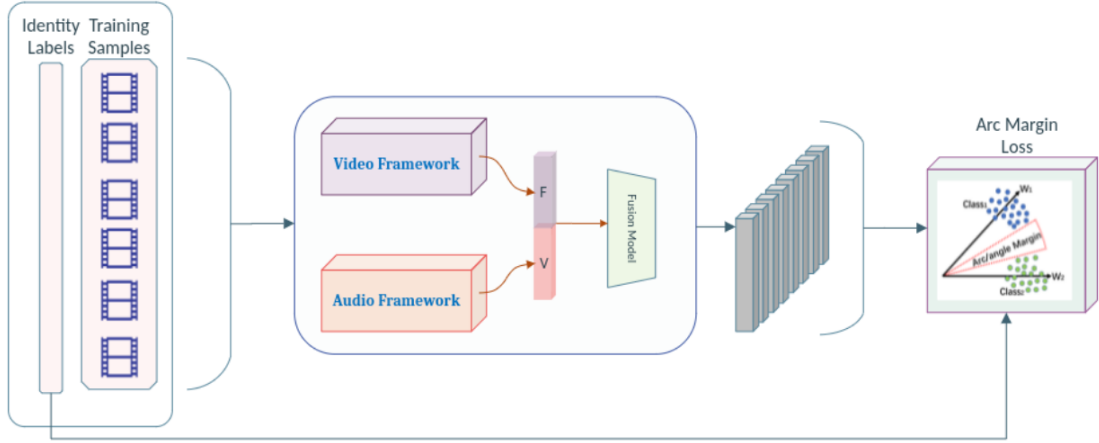 Identity Training
Labels Samples
Video Framework
Audio Framework
F
V
Fusion Model
Arc Margin
Loss
W₁
Class₁
Arc/angle Margin
W₂
Class₂